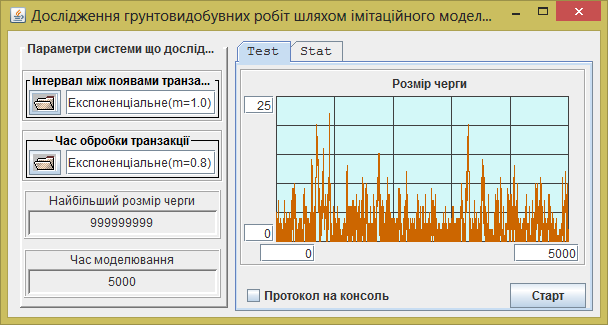 Дослідження грунтовидобувних робіт шляхом імітаційного модел...
Параметри системи що дослід...
Інтервал між появами транза...
Експоненціальне(m=1.0)
Час обробки транзакції
Експоненціальне(m=0.8)
Найбільший розмір черги
999999999
Час моделювання
5000
Test
Stat
Розмір черги
25
0
0
5000
Протокол на консоль
Старт